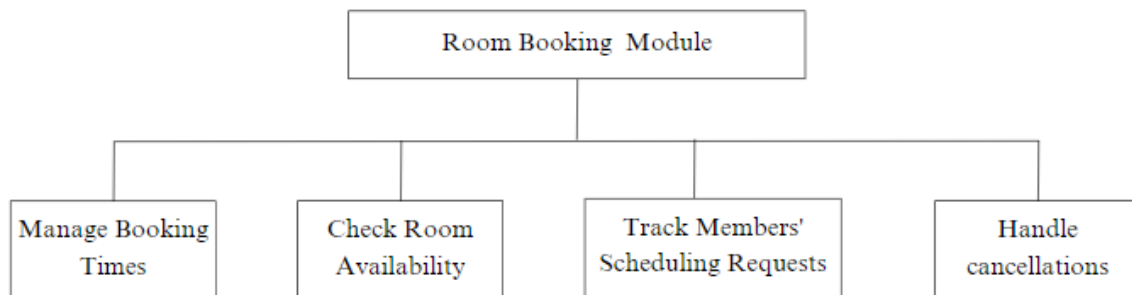 Room Booking Module
Manage Booking
Times
Check Room
Availability
Track Members'
Scheduling Requests
Handle
cancellations